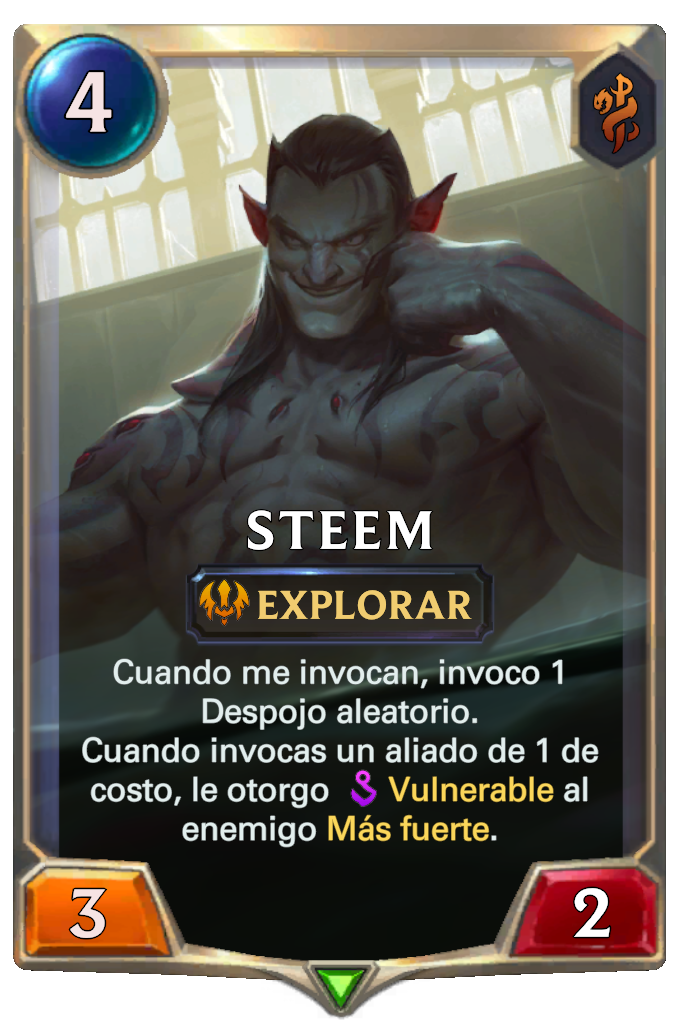 4
STEEM
EXPLORAR
Cuando me invocan, invoco 1
Despojo aleatorio.
Cuando invocas un aliado de 1 de
costo, le otorgo Vulnerable al
enemigo Más fuerte.
3
2